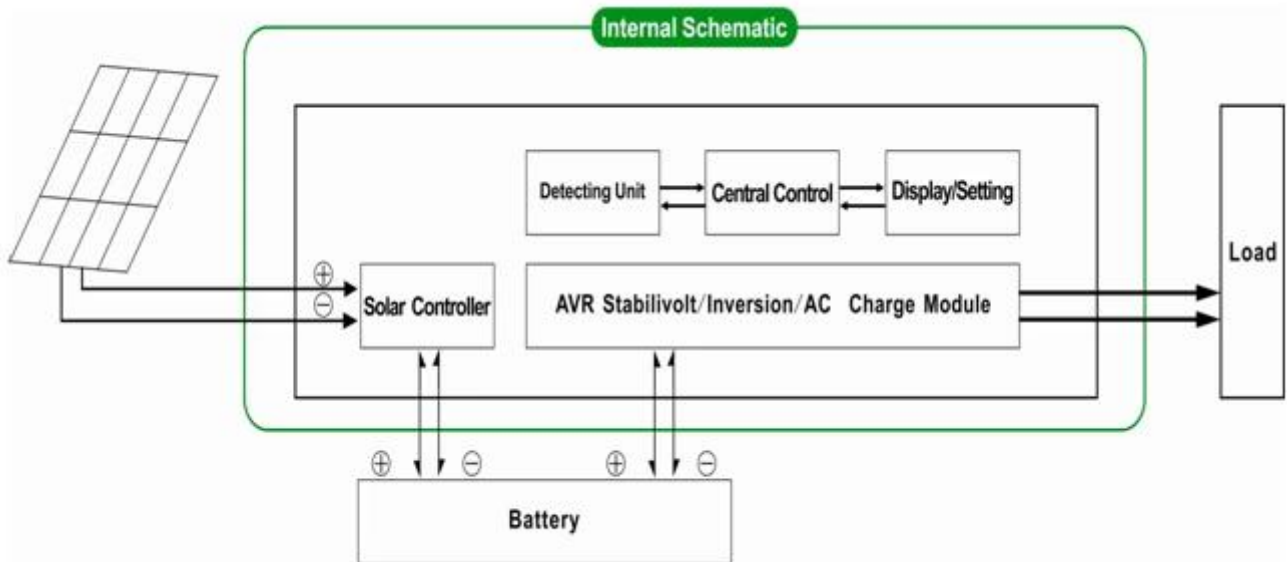 Internal Schematic
Detecting Unit
Central Control
Display/Setting
Load
⊕
⊖
Solar Controller
AVR Stabilivolt/Inversion/AC Charge Module
⊕ ⊖ ⊕ ⊖
Battery